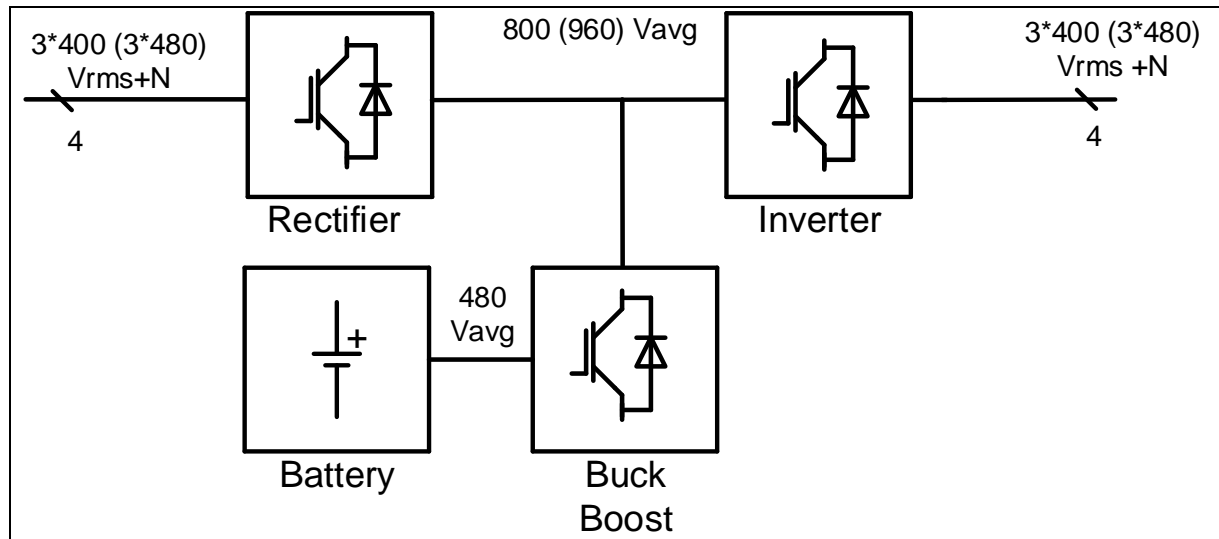 3*400 (3*480)
Vrms+N
800 (960) Vavg
3*400 (3*480)
Vrms +N
4
4
Rectifier
Inverter
480
Vavg
+
Battery
Buck
Boost